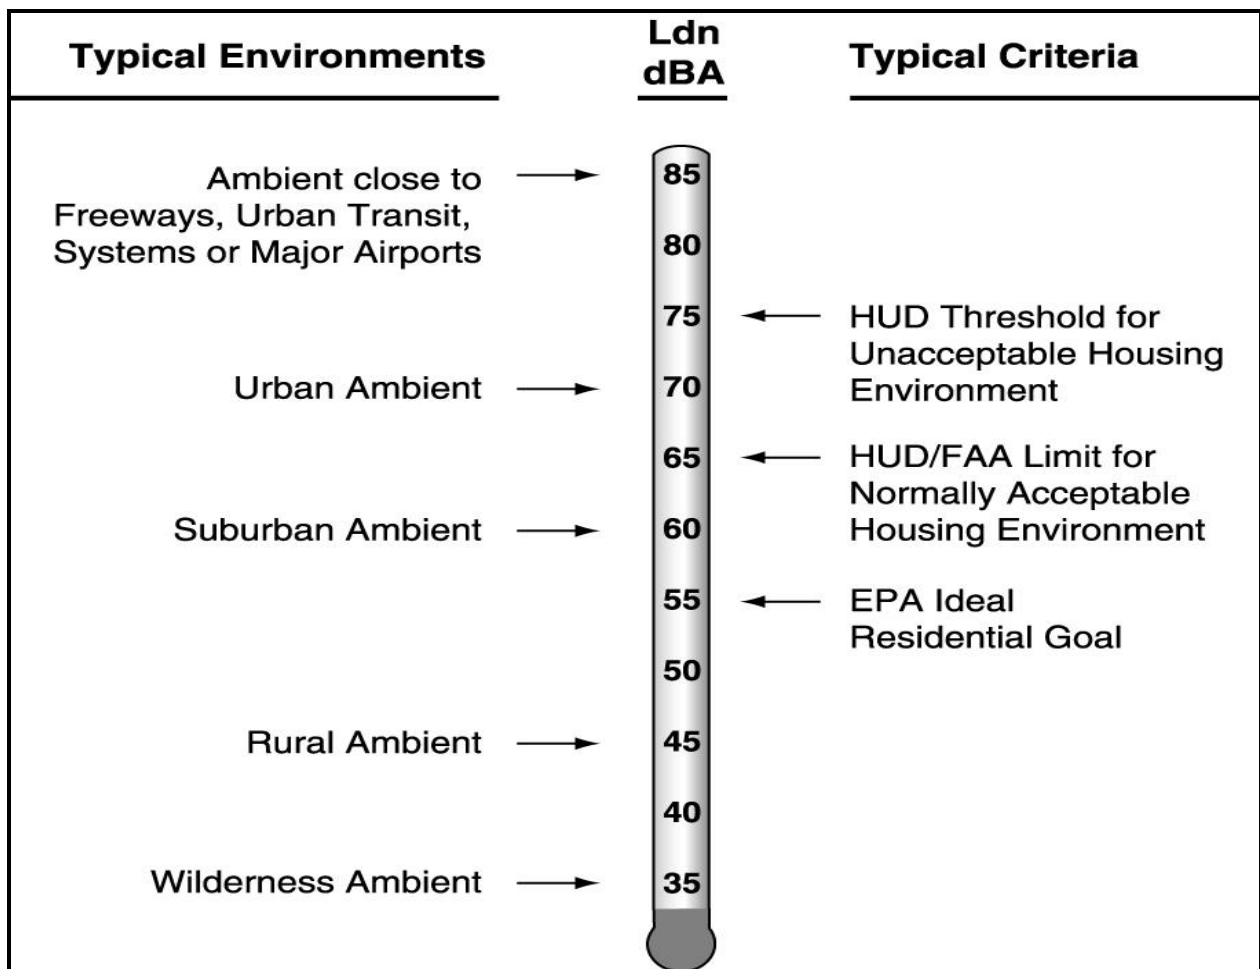 Typical Environments
Ldn
dBA
Typical Criteria
Ambient close to
Freeways, Urban Transit,
Systems or Major Airports
Urban Ambient
Suburban Ambient
Rural Ambient
Wilderness Ambient
85
80
75
70
65
60
55
50
45
40
35
HUD Threshold for
Unacceptable Housing
Environment
HUD/FAA Limit for
Normally Acceptable
Housing Environment
EPA Ideal
Residential Goal